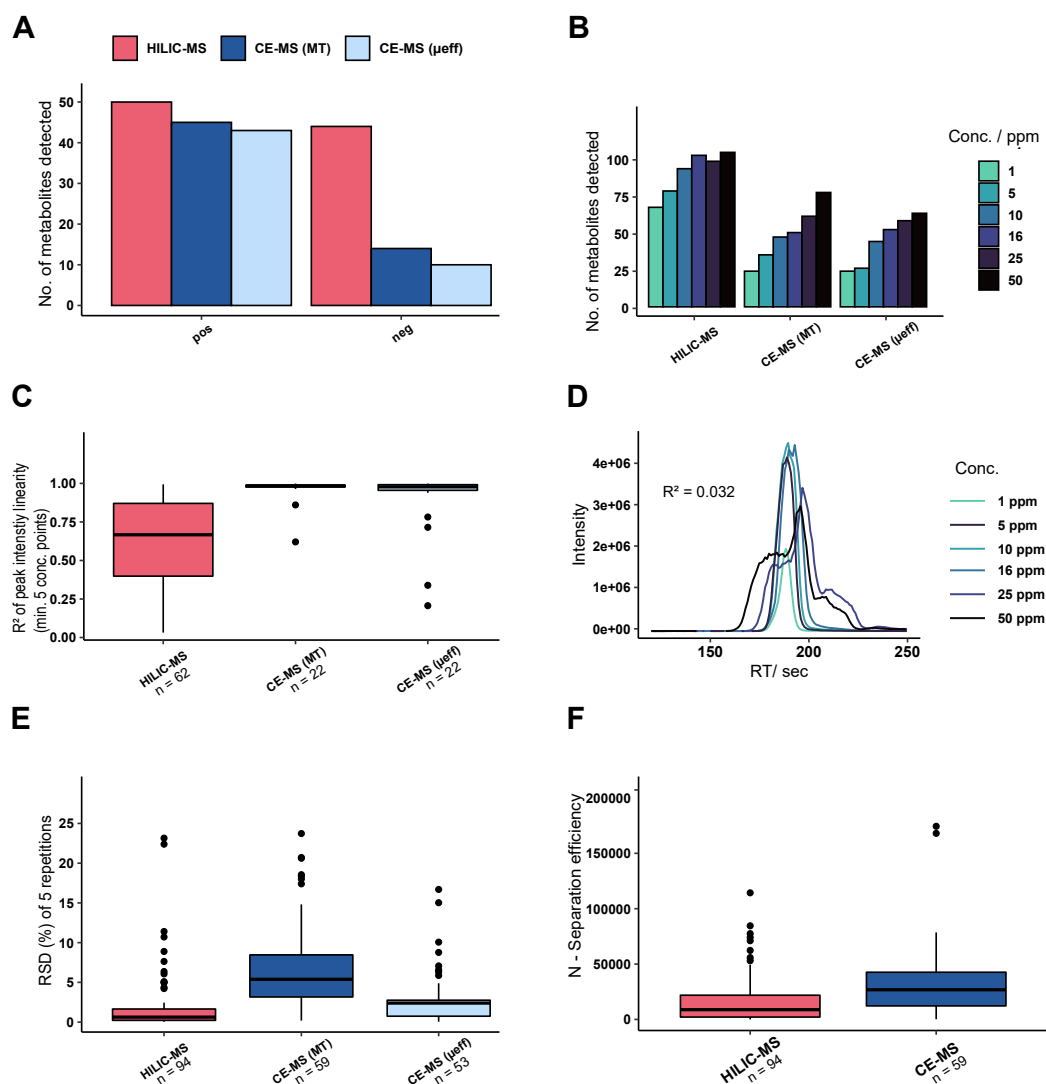 A
HILIC-MS
CE-MS (MT)
CE-MS (µeff)
No. of metabolites detected
50
40
30
20
10
0
pos
neg
B
No. of metabolites detected
100
75
50
25
0
HILIC-MS
CE-MS (MT)
CE-MS (µeff)
Conc. / ppm
1
5
10
16
25
50
C
R² of peak intenstiy linearity
(min. 5 conc. points)
1.00
0.75
0.50
0.25
0.00
HILIC-MS
n = 62
CE-MS (MT)
n = 22
CE-MS (µeff)
n = 22
D
Intensity
4e+06
3e+06
2e+06
1e+06
0e+00
R² = 0.032
150
200
250
RT/ sec
Conc.
1 ppm
5 ppm
10 ppm
16 ppm
25 ppm
50 ppm
E
RSD (%) of 5 repetitions
25
20
15
10
5
0
HILIC-MS
n = 94
CE-MS (MT)
n = 59
CE-MS (µeff)
n = 53
F
N - Separation efficiency
200000
150000
100000
50000
0
HILIC-MS
n = 94
CE-MS
n = 59